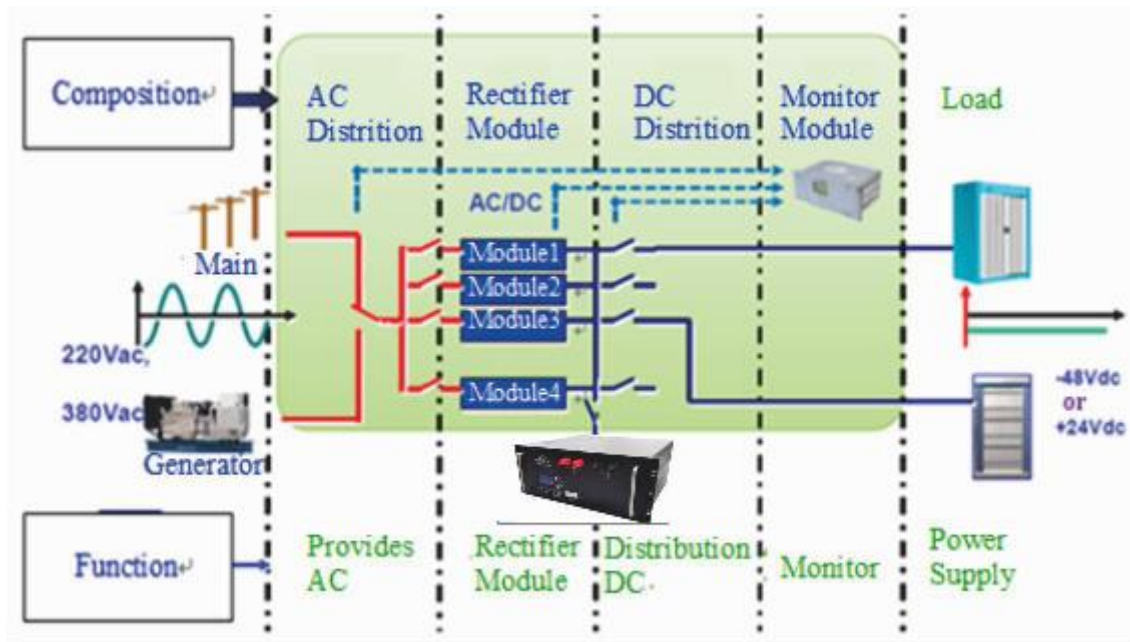 Composition
AC
Distrition
Rectifier
Module
DC
Distrition
Monitor
Module
Load
AC/DC
Main
Module1
Module2
Module3
Module4
220Vac,
380Vac
Generator
-48Vdc
or
+24Vdc
Function
Provides
AC
Rectifier
Module
Distribution
DC
Monitor
Power
Supply